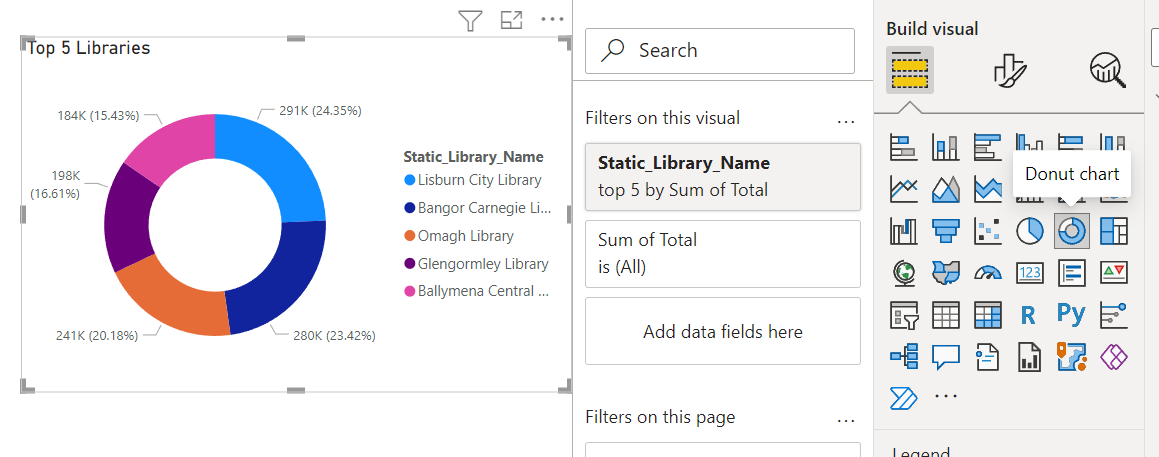 Top 5 Libraries
291K (24.35%)
184K (15.43%)
198K
(16.61%)
241K (20.18%)
280K (23.42%)
Static_Library_Name
Lisburn City Library
Bangor Carnegie Li...
Omagh Library
Glengormley Library
Ballymena Central ...
Search
Filters on this visual
...
Static_Library_Name
top 5 by Sum of Total
Sum of Total
is (All)
Add data fields here
Filters on this page
...
Build visual
Donut chart
123
R
Py
...
Legend